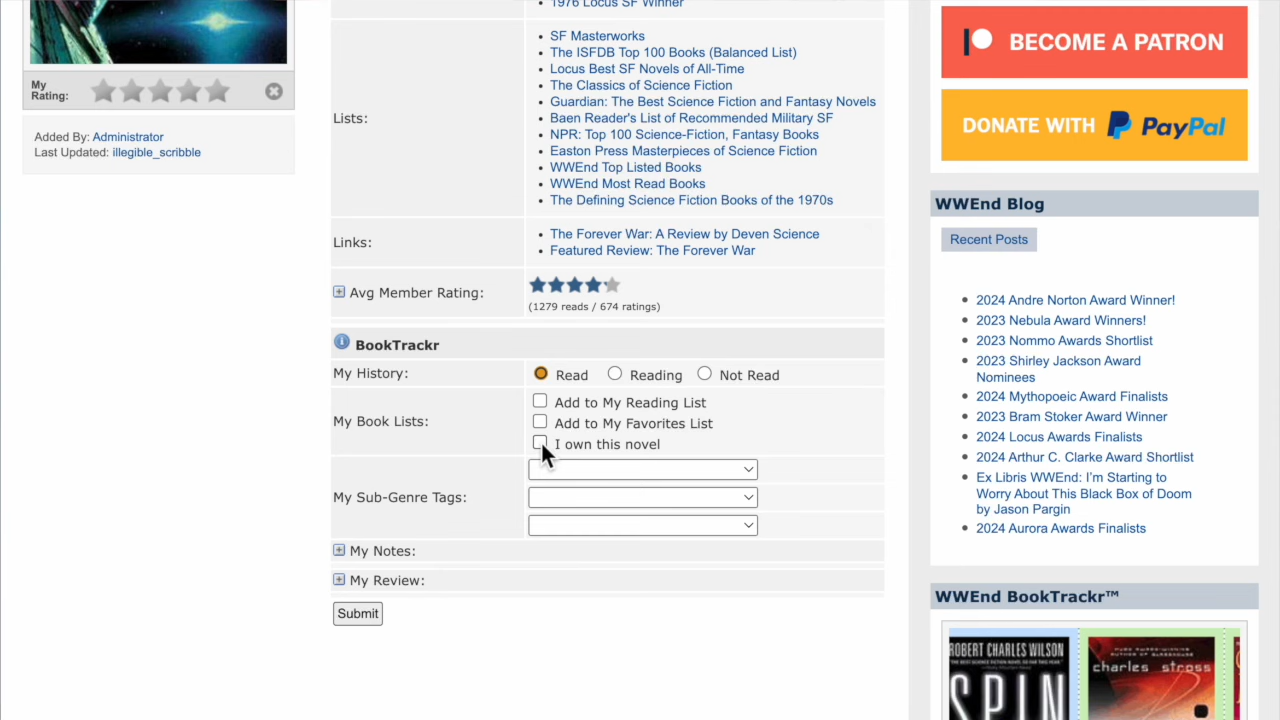 1976 Locus SF Winner
SF Masterworks
The ISFDB Top 100 Books (Balanced List)
Locus Best SF Novels of All-Time
The Classics of Science Fiction
Guardian: The Best Science Fiction and Fantasy Novels
Lists:
Baen Reader's List of Recommended Military SF
NPR: Top 100 Science-Fiction, Fantasy Books
Easton Press Masterpieces of Science Fiction
WWEnd Top Listed Books
WWEnd Most Read Books
The Defining Science Fiction Books of the 1970s
My Rating:
Added By: Administrator
Last Updated: illegible_scribble
Links:
The Forever War: A Review by Deven Science
Featured Review: The Forever War
Avg Member Rating:
(1279 reads / 674 ratings)
BookTrackr
My History:
Read Reading Not Read
My Book Lists:
Add to My Reading List
Add to My Favorites List
I own this novel
My Sub-Genre Tags:
My Notes:
My Review:
Submit
BECOME A PATRON
DONATE WITH PayPal
WWEnd Blog
Recent Posts
2024 Andre Norton Award Winner!
2023 Nebula Award Winners!
2023 Nommo Awards Shortlist
2023 Shirley Jackson Award
Nominees
2024 Mythopoeic Award Finalists
2023 Bram Stoker Award Winner
2024 Locus Awards Finalists
2024 Arthur C. Clarke Award Shortlist
Ex Libris WWEnd: I'm Starting to
Worry About This Black Box of Doom
by Jason Pargin
2024 Aurora Awards Finalists
WWEnd BookTrackr™
ROBERT CHARLES WILSON
SPIN
charles stross